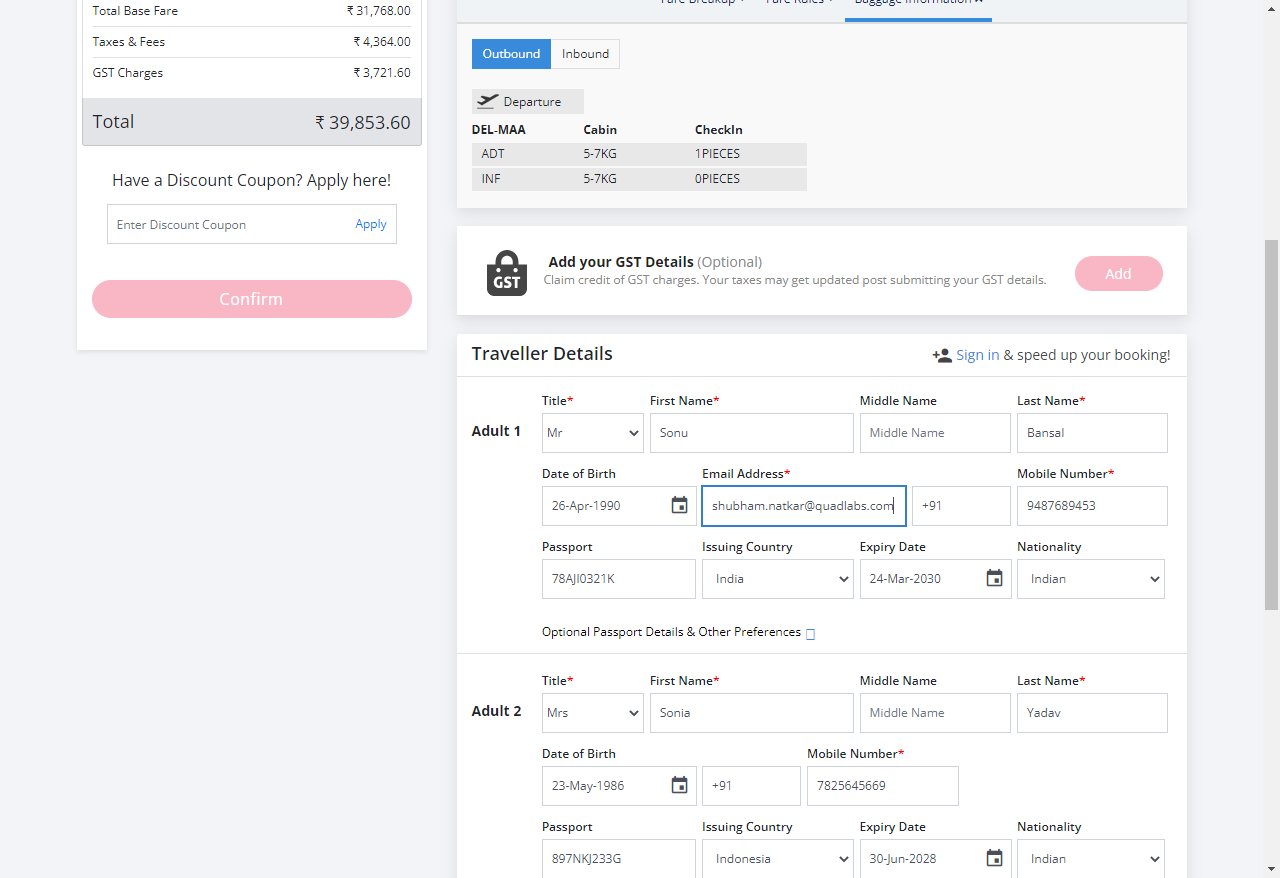 Total Base Fare ₹ 31,768.00
Taxes & Fees ₹ 4,364.00
GST Charges ₹ 3,721.60
Total ₹ 39,853.60
Have a Discount Coupon? Apply here!
Enter Discount Coupon Apply
Confirm
Fare Breakup Fare Rules Baggage Information
Outbound Inbound
Departure
DEL-MAA Cabin CheckIn
ADT 5-7KG 1PIECES
INF 5-7KG 0PIECES
GST
Add your GST Details (Optional)
Claim credit of GST charges. Your taxes may get updated post submitting your GST details.
Add
Traveller Details
Sign in & speed up your booking!
Title* First Name* Middle Name Last Name*
Adult 1 Mr Sonu Middle Name Bansal
Date of Birth Email Address* Mobile Number*
26-Apr-1990 shubham.natkar@quadlabs.com +91 9487689453
Passport Issuing Country Expiry Date Nationality
78AJI0321K India 24-Mar-2030 Indian
Optional Passport Details & Other Preferences
Title* First Name* Middle Name Last Name*
Adult 2 Mrs Sonia Middle Name Yadav
Date of Birth Mobile Number*
23-May-1986 +91 7825645669
Passport Issuing Country Expiry Date Nationality
897NKJ233G Indonesia 30-Jun-2028 Indian